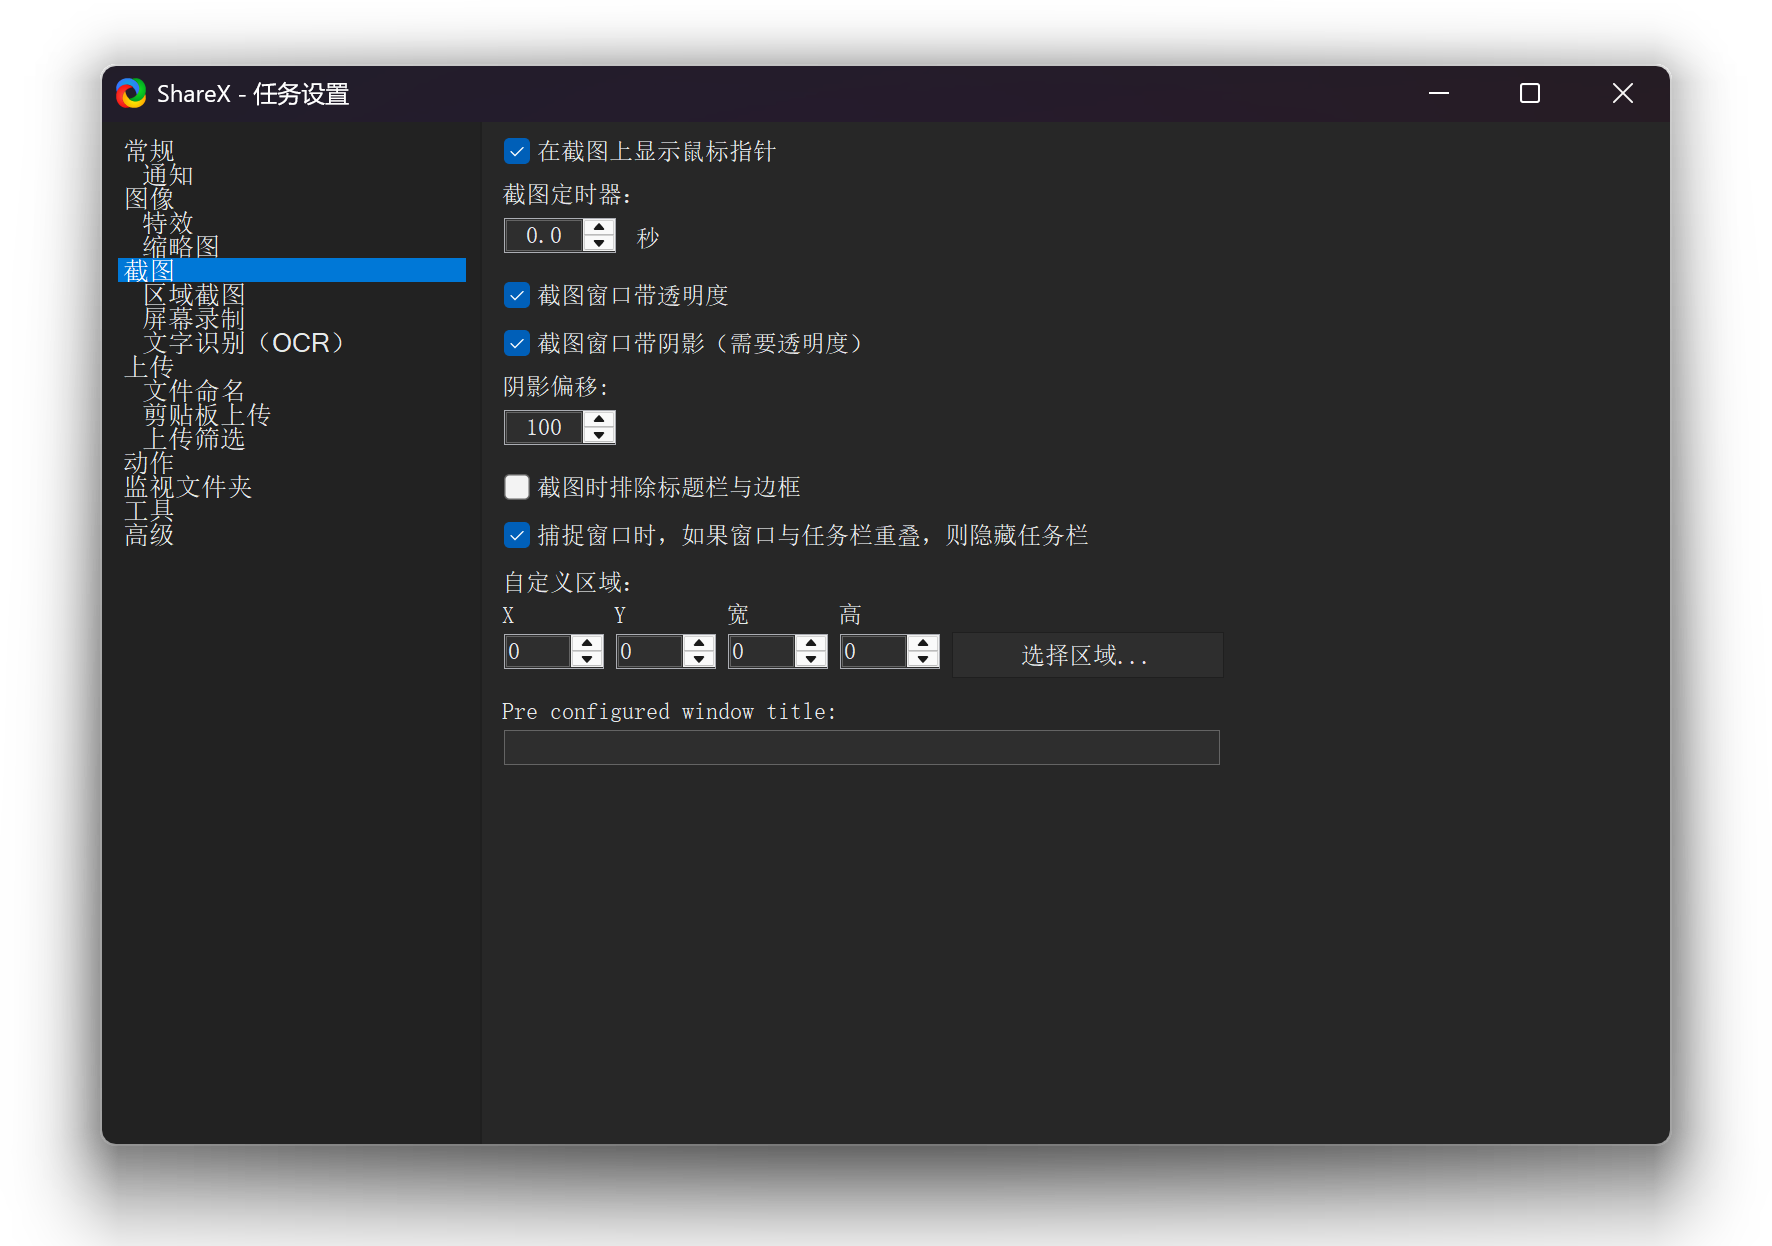 ShareX - 任务设置
常规
通知
图像
特效
缩略图
截图
区域截图
屏幕录制
文字识别（OCR）
上传
文件命名
剪贴板上传
上传筛选
动作
监视文件夹
工具
高级
在截图上显示鼠标指针
截图定时器：
0.0 秒
截图窗口带透明度
截图窗口带阴影（需要透明度）
阴影偏移:
100
截图时排除标题栏与边框
捕捉窗口时，如果窗口与任务栏重叠，则隐藏任务栏
自定义区域：
X Y 宽 高
0 0 0 0 选择区域...
Pre configured window title: